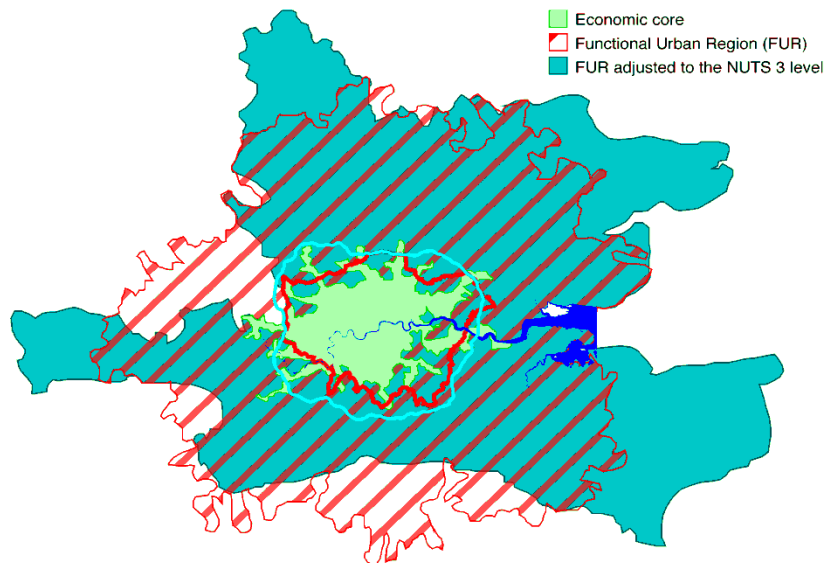 Economic core
Functional Urban Region (FUR)
FUR adjusted to the NUTS 3 level